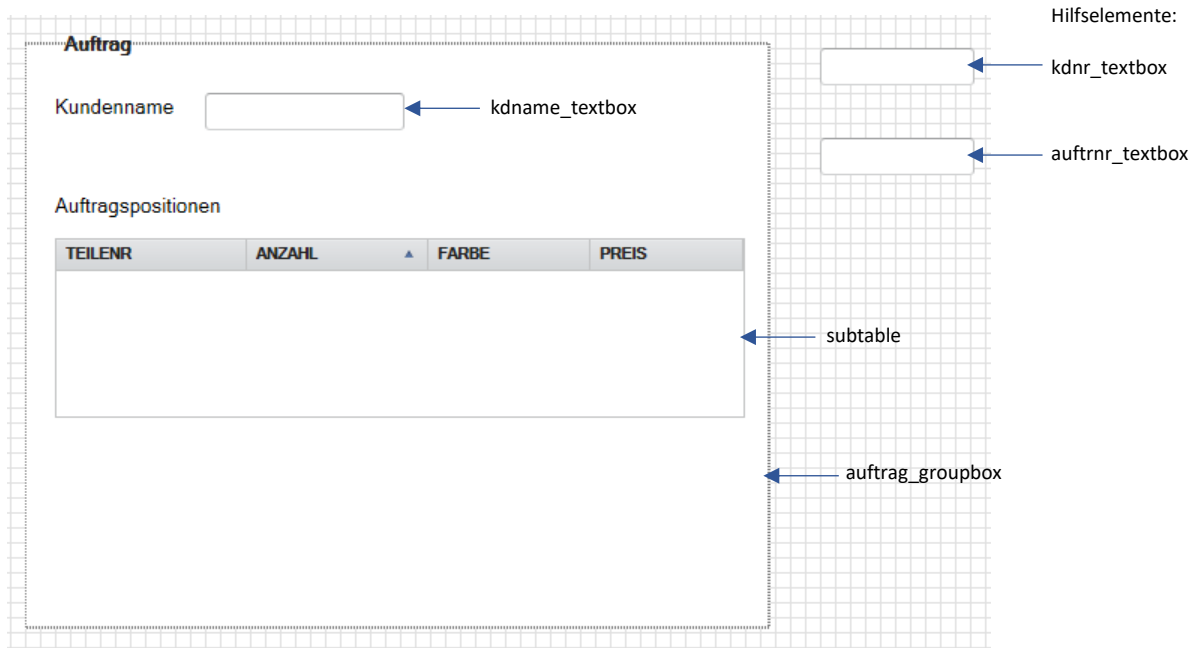 Hilfselemente:
Auftrag
kdnr_textbox
Kundenname
kdname_textbox
auftrnr_textbox
Auftragspositionen
TEILENR ANZAHL FARBE PREIS
subtable
auftrag_groupbox